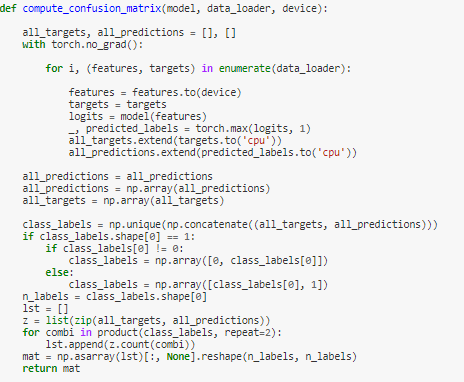 def compute_confusion_matrix(model, data_loader, device):
all_targets, all_predictions = [], []
with torch.no_grad():
for i, (features, targets) in enumerate(data_loader):
features = features.to(device)
targets = targets
logits = model(features)
_, predicted_labels = torch.max(logits, 1)
all_targets.extend(targets.to('cpu'))
all_predictions.extend(predicted_labels.to('cpu'))
all_predictions = all_predictions
all_predictions = np.array(all_predictions)
all_targets = np.array(all_targets)
class_labels = np.unique(np.concatenate((all_targets, all_predictions)))
if class_labels.shape[0] == 1:
if class_labels[0] != 0:
class_labels = np.array([0, class_labels[0]])
else:
class_labels = np.array([class_labels[0], 1])
n_labels = class_labels.shape[0]
lst = []
z = list(zip(all_targets, all_predictions))
for combi in product(class_labels, repeat=2):
lst.append(z.count(combi))
mat = np.asarray(lst)[:, None].reshape(n_labels, n_labels)
return mat